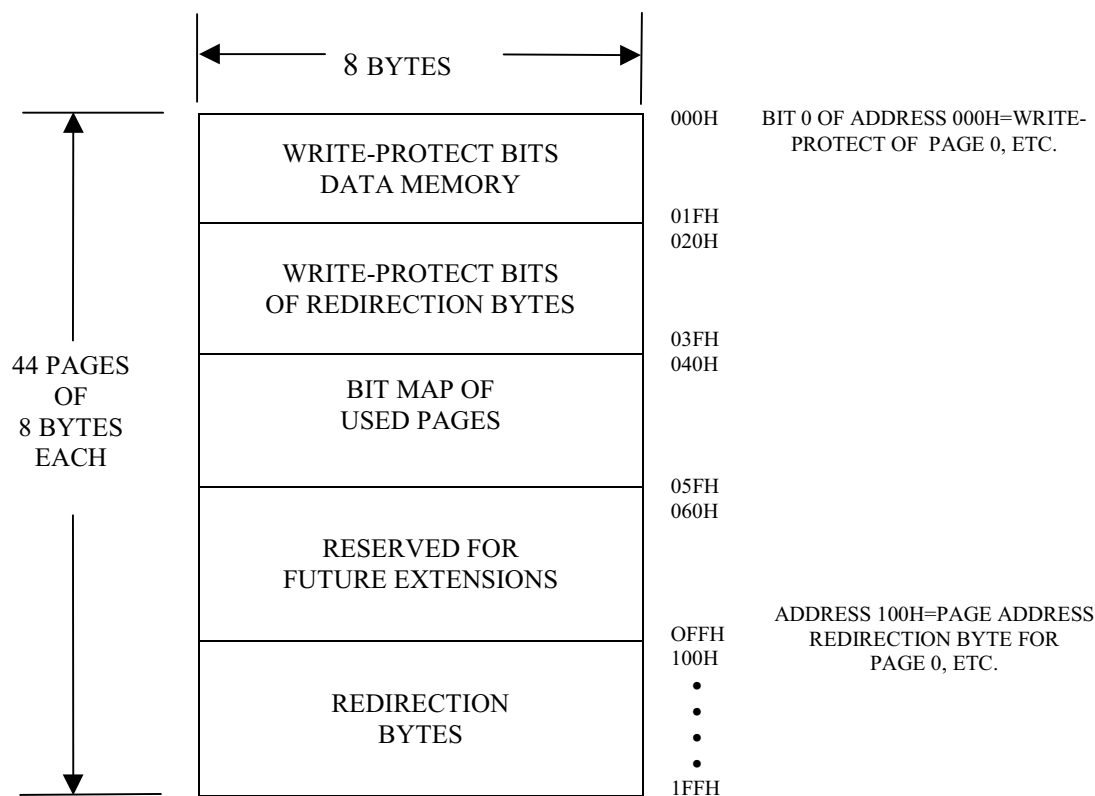 8 BYTES
000H
BIT 0 OF ADDRESS 000H=WRITE-
PROTECT OF PAGE 0, ETC.
WRITE-PROTECT BITS
DATA MEMORY
01FH
020H
WRITE-PROTECT BITS
OF REDIRECTION BYTES
03FH
040H
44 PAGES
OF
8 BYTES
EACH
BIT MAP OF
USED PAGES
05FH
060H
RESERVED FOR
FUTURE EXTENSIONS
ADDRESS 100H=PAGE ADDRESS
REDIRECTION BYTE FOR
PAGE 0, ETC.
OFFH
100H
REDIRECTION
BYTES
•
•
•
•
1FFH